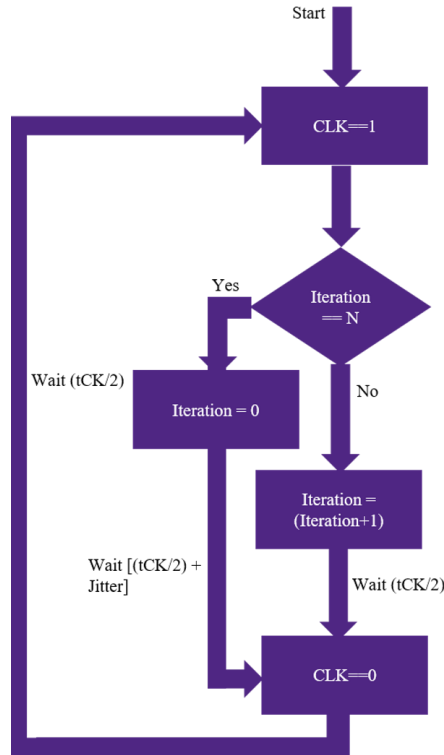 Start
CLK==1
Iteration
== N
Yes
No
Wait (tCK/2)
Iteration = 0
Iteration =
(Iteration+1)
Wait [(tCK/2) +
Jitter]
Wait (tCK/2)
CLK==0